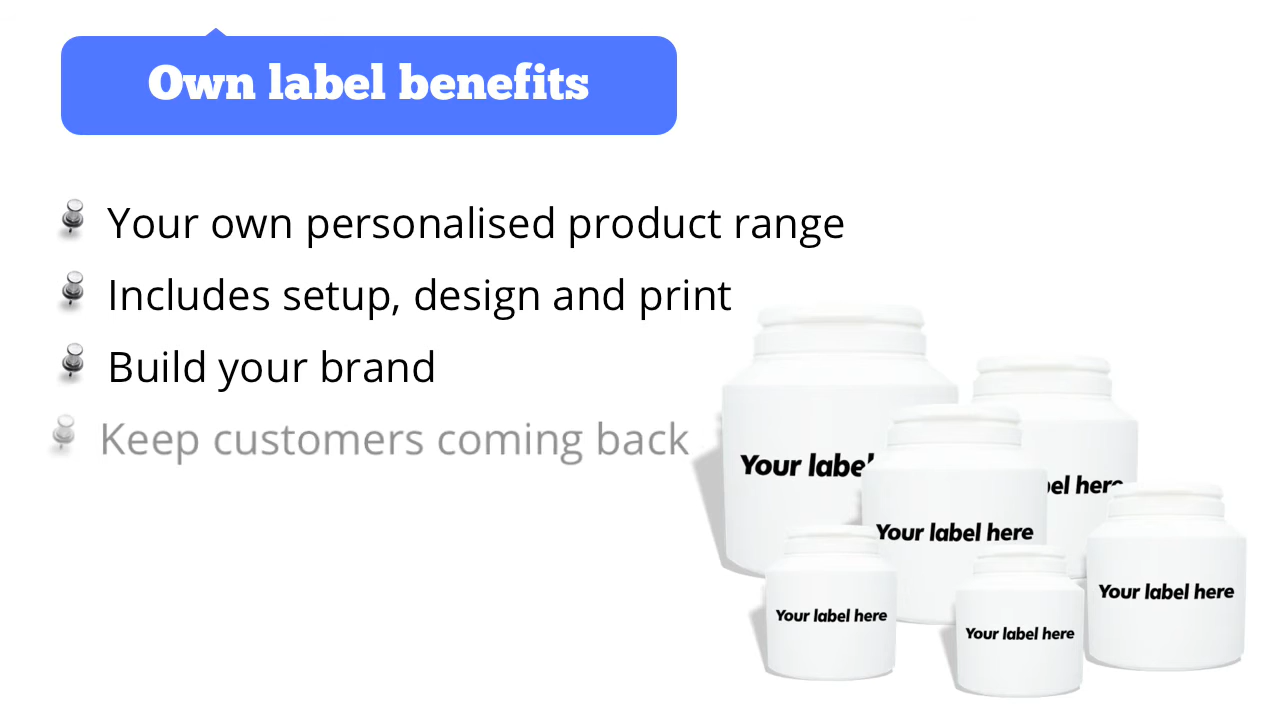 Own label benefits
Your own personalised product range
Includes setup, design and print
Build your brand
Keep customers coming back
Your label
here
Your label here
Your label here
Your label here
Your label here